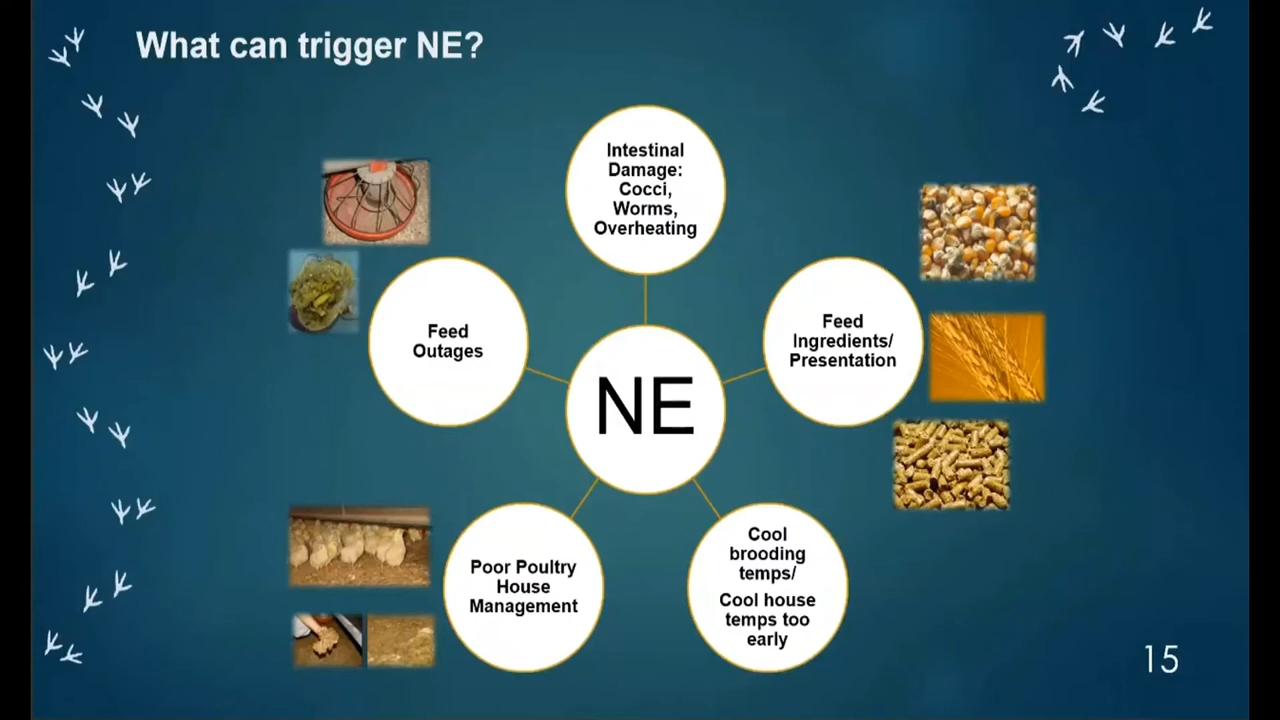 What can trigger NE?
Intestinal
Damage:
Cocci,
Worms,
Overheating
Feed
Outages
Feed
Ingredients/
Presentation
NE
Poor Poultry
House
Management
Cool
brooding
temps/
Cool house
temps too
early
15